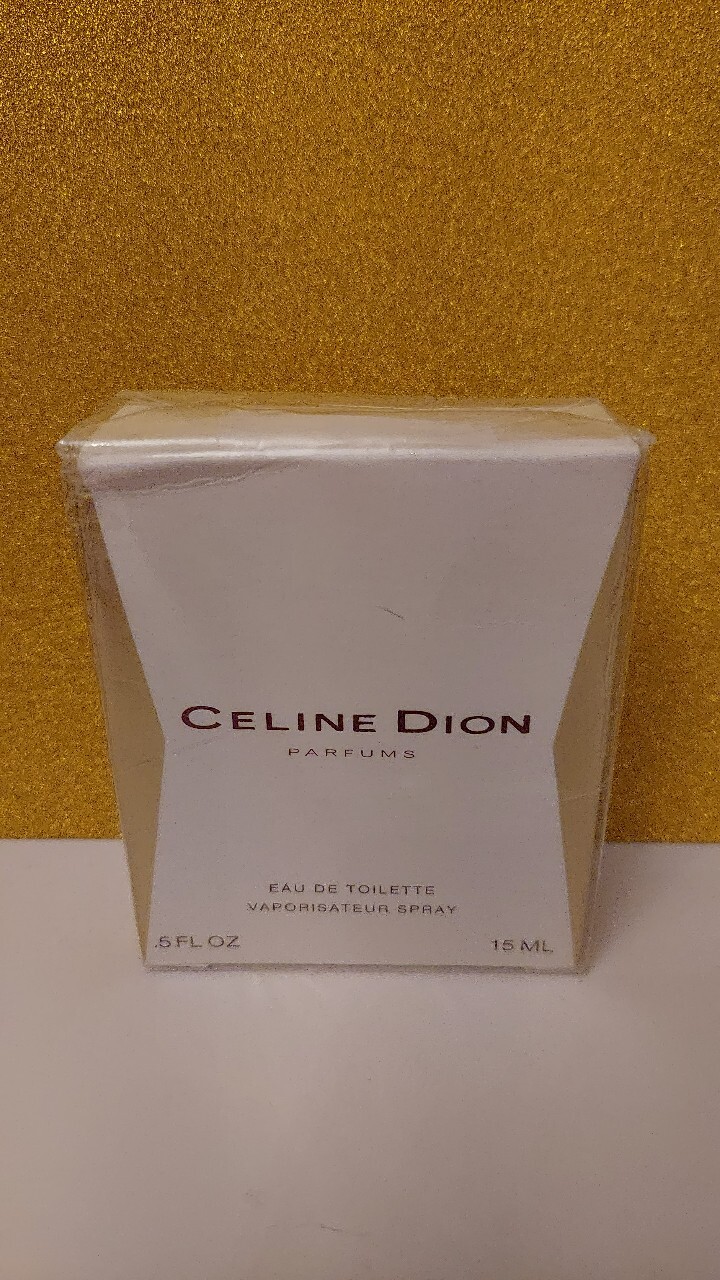 CELINE DION
PARFUMS
EAU DE TOILETTE
VAPORISATEUR SPRAY
.5 FL OZ
15 ML